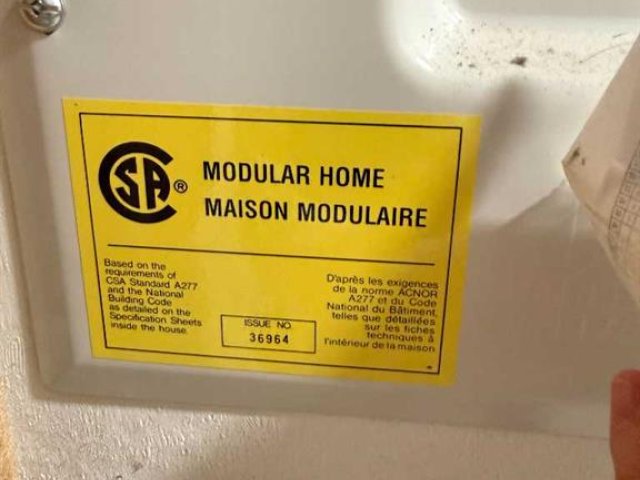 CSA ®
MODULAR HOME
MAISON MODULAIRE
Based on the
requirements of
CSA Standard A277
and the National
Building Code
as detailed on the
Specification Sheets
inside the house.
D'après les exigences
de la norme ACNOR
A277 et du Code
National du Bâtiment,
telles que détaillées
sur les fiches
techniques à
l'intérieur de la maison
ISSUE NO.
36964